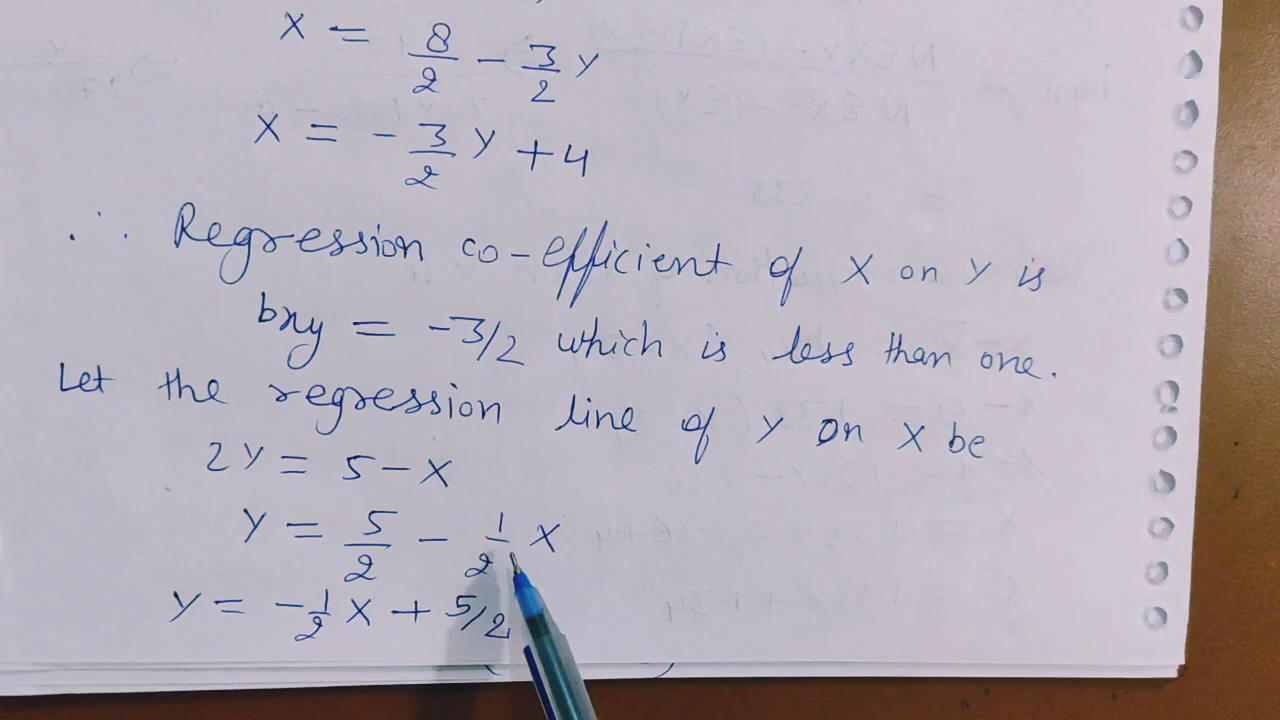 X = 8/2 - 3/2 Y
X = - 3/2 Y + 4
∴ Regression co-efficient of X on Y is
bxy = -3/2 which is less than one.
Let the regression line of Y on X be
2Y = 5 - X
Y = 5/2 - 1/2 X
Y = - 1/2 X + 5/2